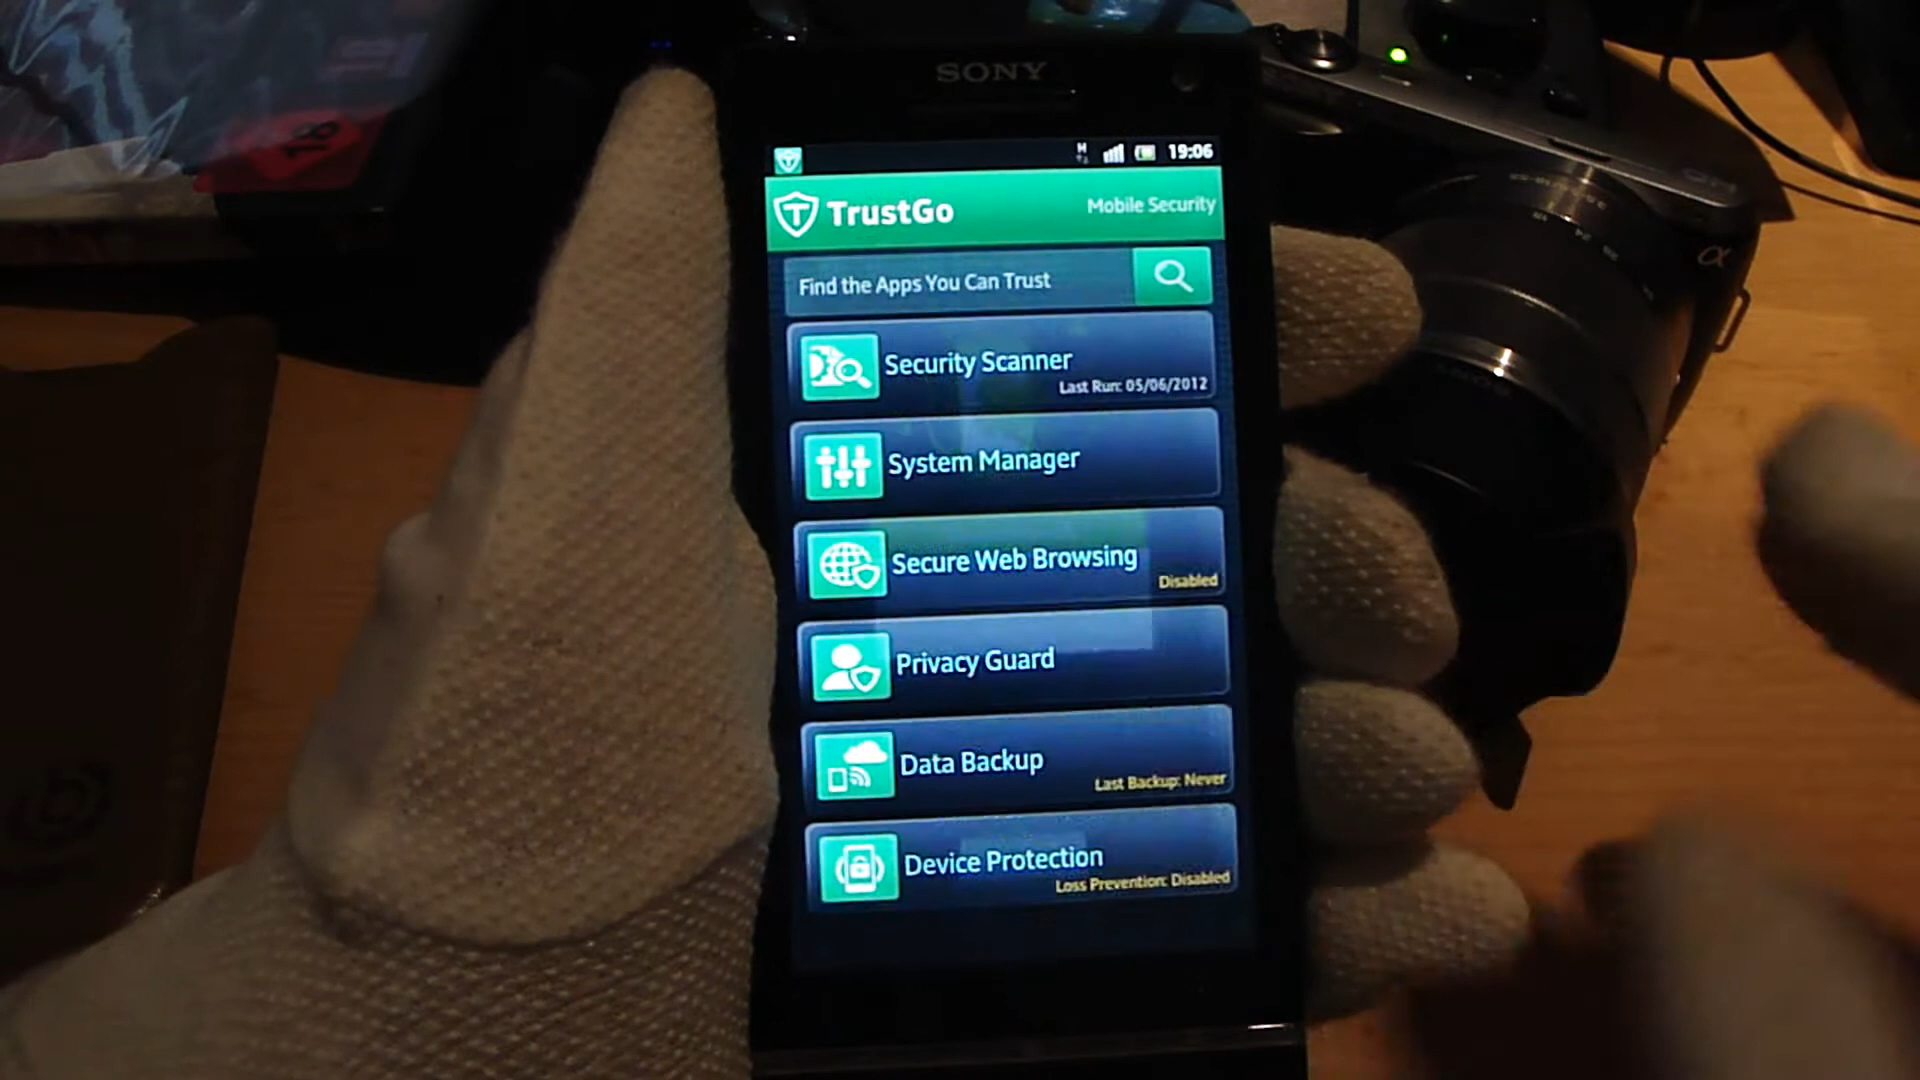 SONY
H
19:06
TrustGo
Mobile Security
Find the Apps You Can Trust
Security Scanner
Last Run: 05/06/2012
System Manager
Secure Web Browsing
Disabled
Privacy Guard
Data Backup
Last Backup: Never
Device Protection
Loss Prevention: Disabled
18
α